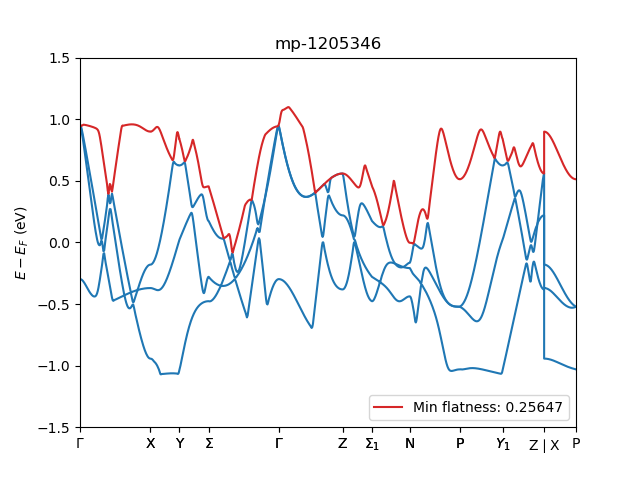 mp-1205346
1.5
1.0
0.5
0.0
−0.5
−1.0
−1.5
E − E_F (eV)
Min flatness: 0.25647
Γ X Y Σ Γ Z Σ₁ N P Y₁ Z | X P